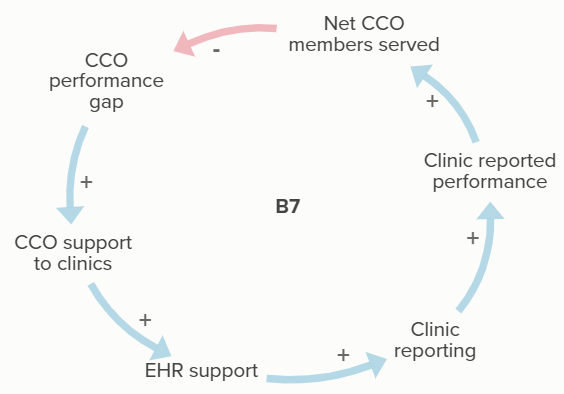 Net CCO
members served
-
CCO
performance
gap
+
Clinic reported
performance
+
B7
+
CCO support
to clinics
+
Clinic
reporting
+
EHR support
+